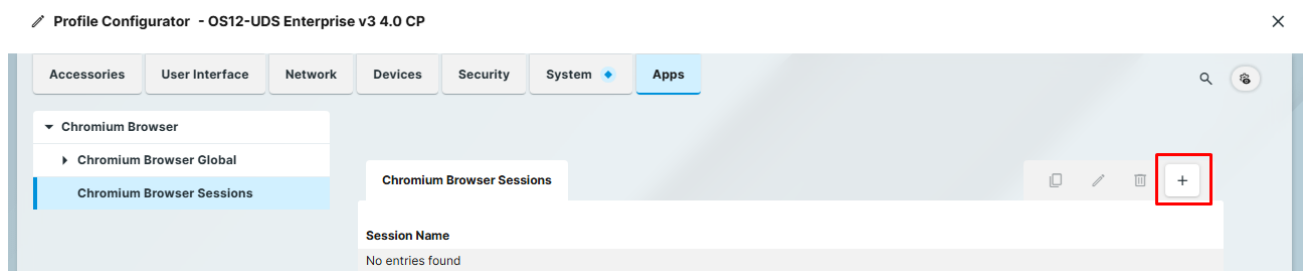 Profile Configurator - OS12-UDS Enterprise v3 4.0 CP
Accessories User Interface Network Devices Security System Apps
Chromium Browser
Chromium Browser Global
Chromium Browser Sessions
Chromium Browser Sessions
Session Name
No entries found